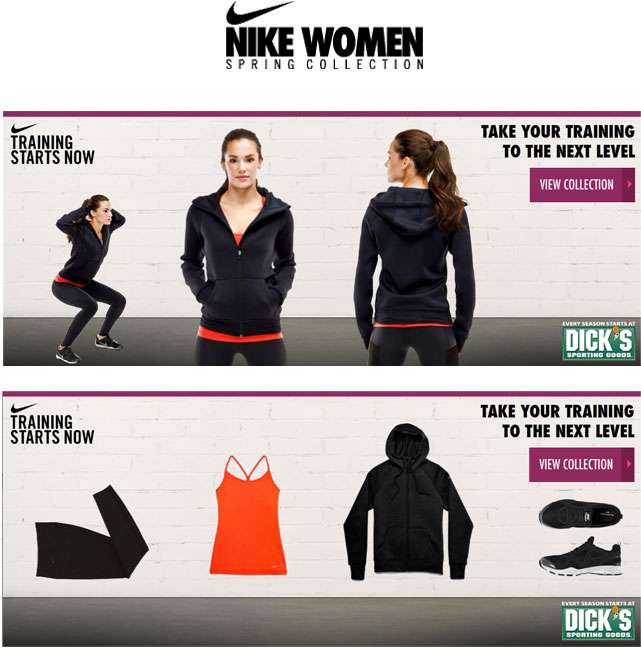 NIKE WOMEN
SPRING COLLECTION
TRAINING
STARTS NOW
TAKE YOUR TRAINING
TO THE NEXT LEVEL
VIEW COLLECTION
EVERY SEASON STARTS AT
DICK'S
SPORTING GOODS.
TRAINING
STARTS NOW
TAKE YOUR TRAINING
TO THE NEXT LEVEL
VIEW COLLECTION
EVERY SEASON STARTS AT
DICK'S
SPORTING GOODS.